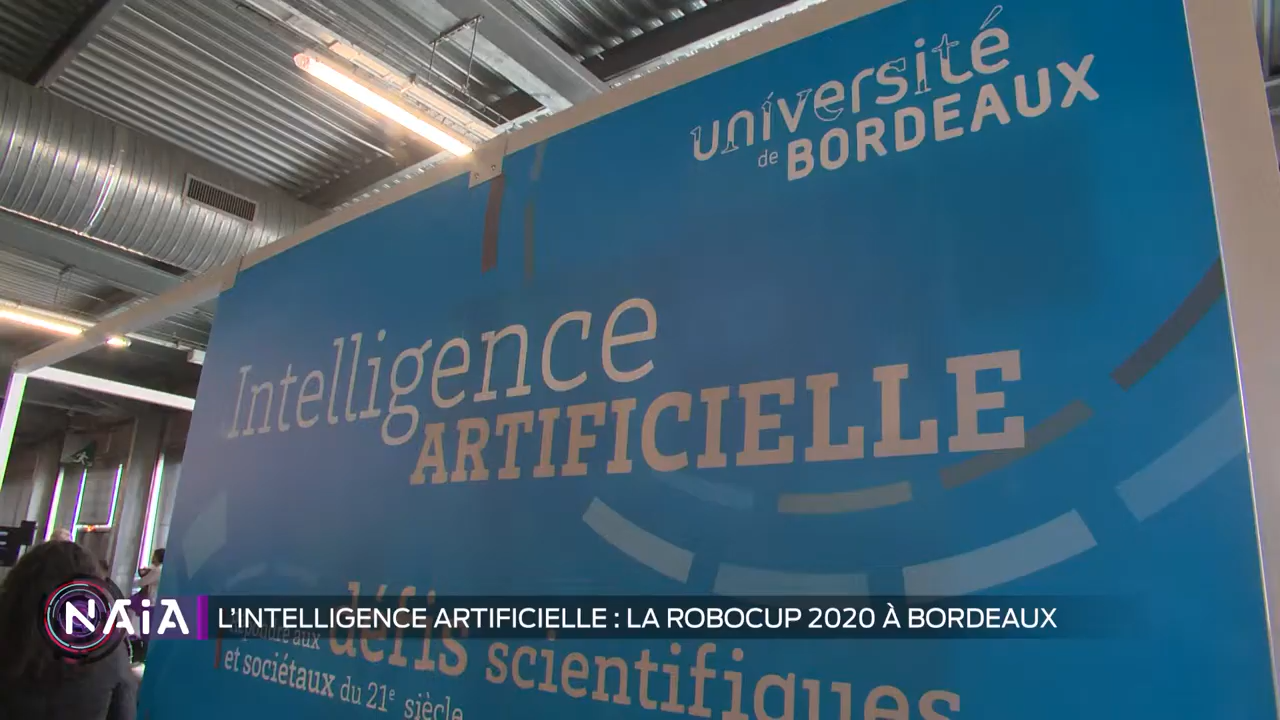 université
de BORDEAUX
Intelligence
ARTIFICIELLE
NAiA
L'INTELLIGENCE ARTIFICIELLE : LA ROBOCUP 2020 À BORDEAUX
aux défis scientifiques
et sociétaux du 21e siècle